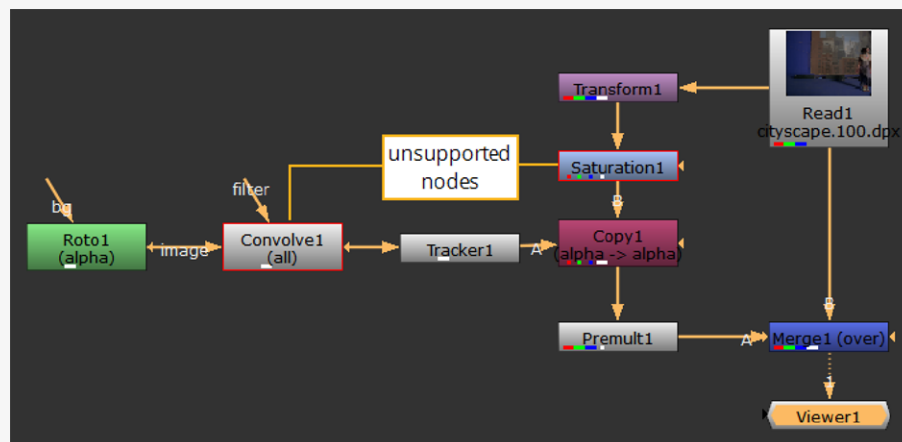 Transform1
Read1
cityscape.100.dpx
unsupported
nodes
Saturation1
filter
bg
B
Roto1
(alpha)
image
Convolve1
(all)
Tracker1
A
Copy1
(alpha -> alpha)
B
Premult1
A
Merge1 (over)
1
Viewer1